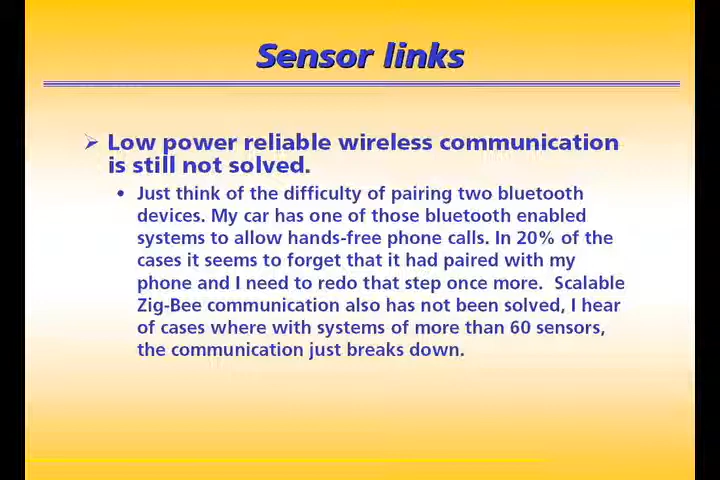 Sensor links
Low power reliable wireless communication
is still not solved.
Just think of the difficulty of pairing two bluetooth
devices. My car has one of those bluetooth enabled
systems to allow hands-free phone calls. In 20% of the
cases it seems to forget that it had paired with my
phone and I need to redo that step once more.  Scalable
Zig-Bee communication also has not been solved, I hear
of cases where with systems of more than 60 sensors,
the communication just breaks down.